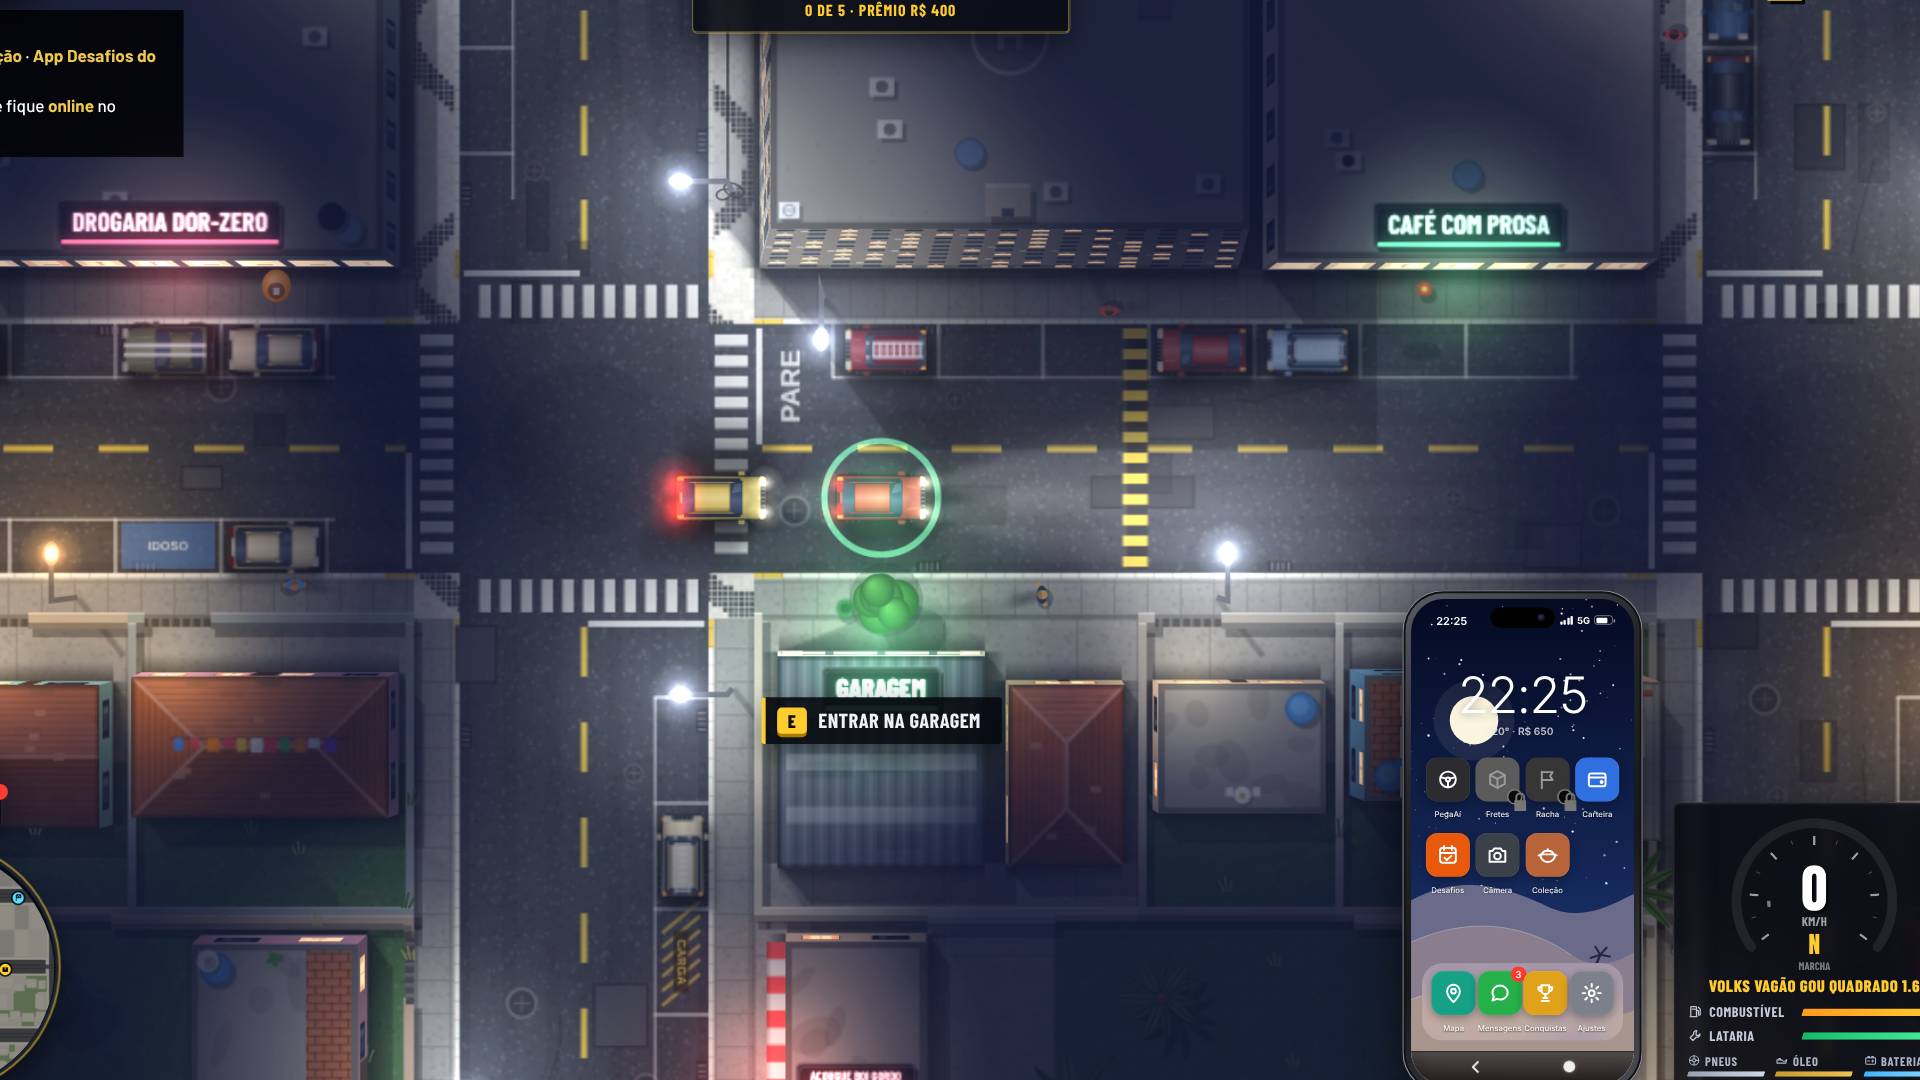 0 DE 5 · PRÊMIO R$ 400
ção · App Desafios do
e fique online no
DROGARIA DOR-ZERO
CAFÉ COM PROSA
PARE
IDOSO
GARAGEM
E ENTRAR NA GARAGEM
CARGA
22:25 5G
22:25
20° · R$ 650
PegaAí Fretes Racha Carteira
Desafios Câmera Coleção
3
Mapa Mensagens Conquistas Ajustes
0
KM/H
N
MARCHA
VOLKS VAGÃO GOU QUADRADO 1.6
COMBUSTÍVEL
LATARIA
PNEUS ÓLEO BATERIA
P
M